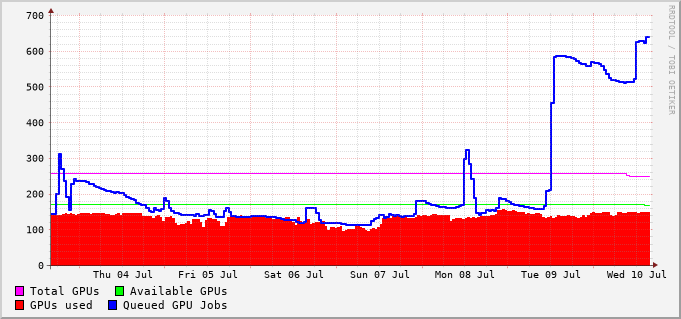 RRDTOOL / TOBI OETIKER
700
600
500
400
300
200
100
0
Thu 04 Jul Fri 05 Jul Sat 06 Jul Sun 07 Jul Mon 08 Jul Tue 09 Jul Wed 10 Jul
Total GPUs Available GPUs
GPUs used Queued GPU Jobs